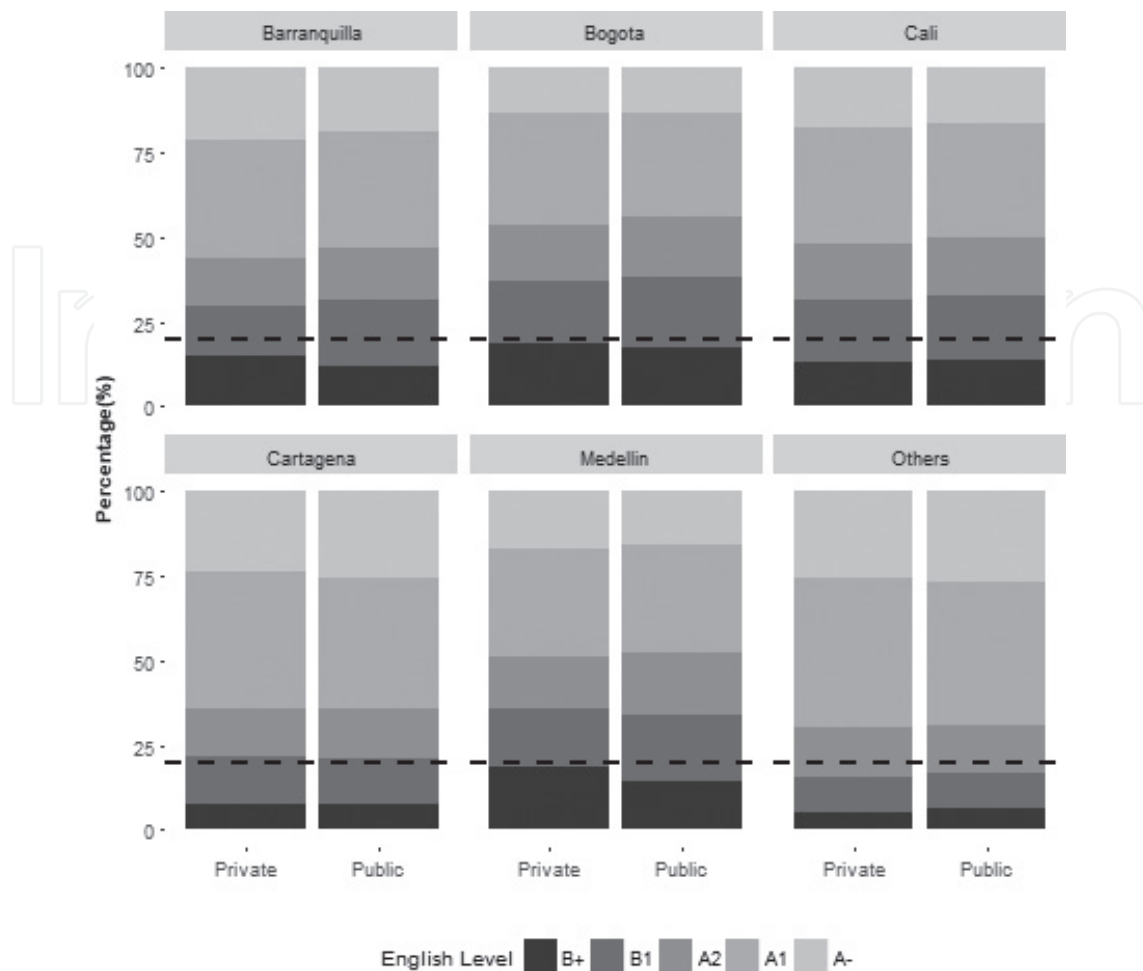 Barranquilla Bogota Cali
100
75
50
25
0
Percentage(%)
Cartagena Medellin Others
100
75
50
25
0
Private Public Private Public Private Public
English Level B+ B1 A2 A1 A-